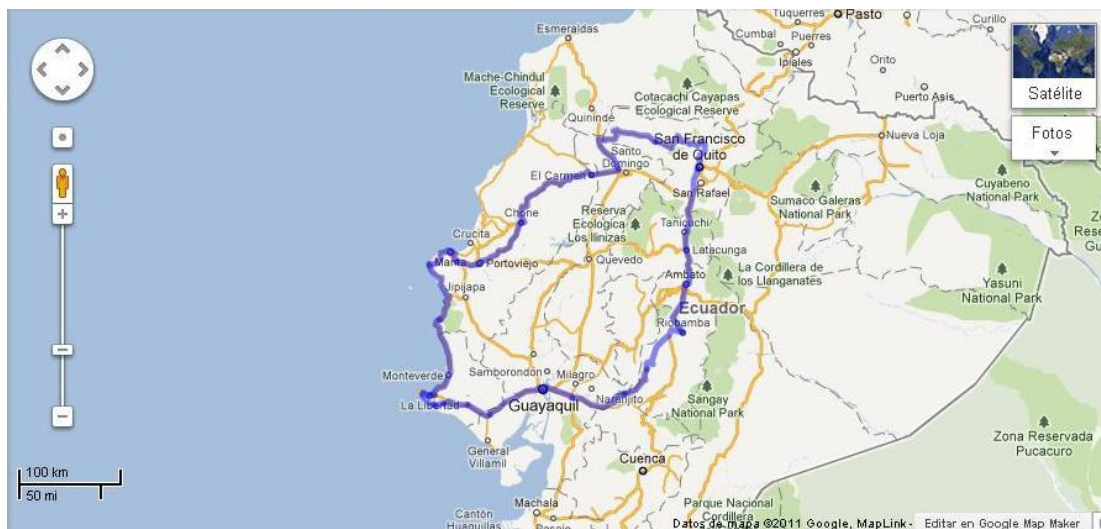 Esmeraldas
Tuquerres
Pasto
Cumbal
Puerres
Ipiales
Curillo
Orito
Puerto Asís
Satélite
Fotos
Mache-Chindul
Ecological
Reserve
Cotacachi Cayapas
Ecological Reserve
Quinindé
Nueva Loja
San Francisco
de Quito
Santo
Domingo
El Carmen
San Rafael
Cuyabeno
National Park
Sumaco Galeras
National Park
Chone
Reserva
Ecologica
Los Ilinizas
Tanicuchi
Crucita
Latacunga
Manta
Portoviejo
Quevedo
Ambato
La Cordillera de
los Llanganates
Yasuni
National Park
Jipijapa
Ecuador
Riobamba
Monteverde
Samborondon
Milagro
La Libertad
Guayaquil
Naranjito
Sangay
National Park
General
Villamil
Cuenca
Zona Reservada
Pucacuro
100 km
50 mi
Machala
Cantón
Huaquillas
Parque Nacional
Cordillera
Datos de mapa ©2011 Google, MapLink -
Editar en Google Map Maker